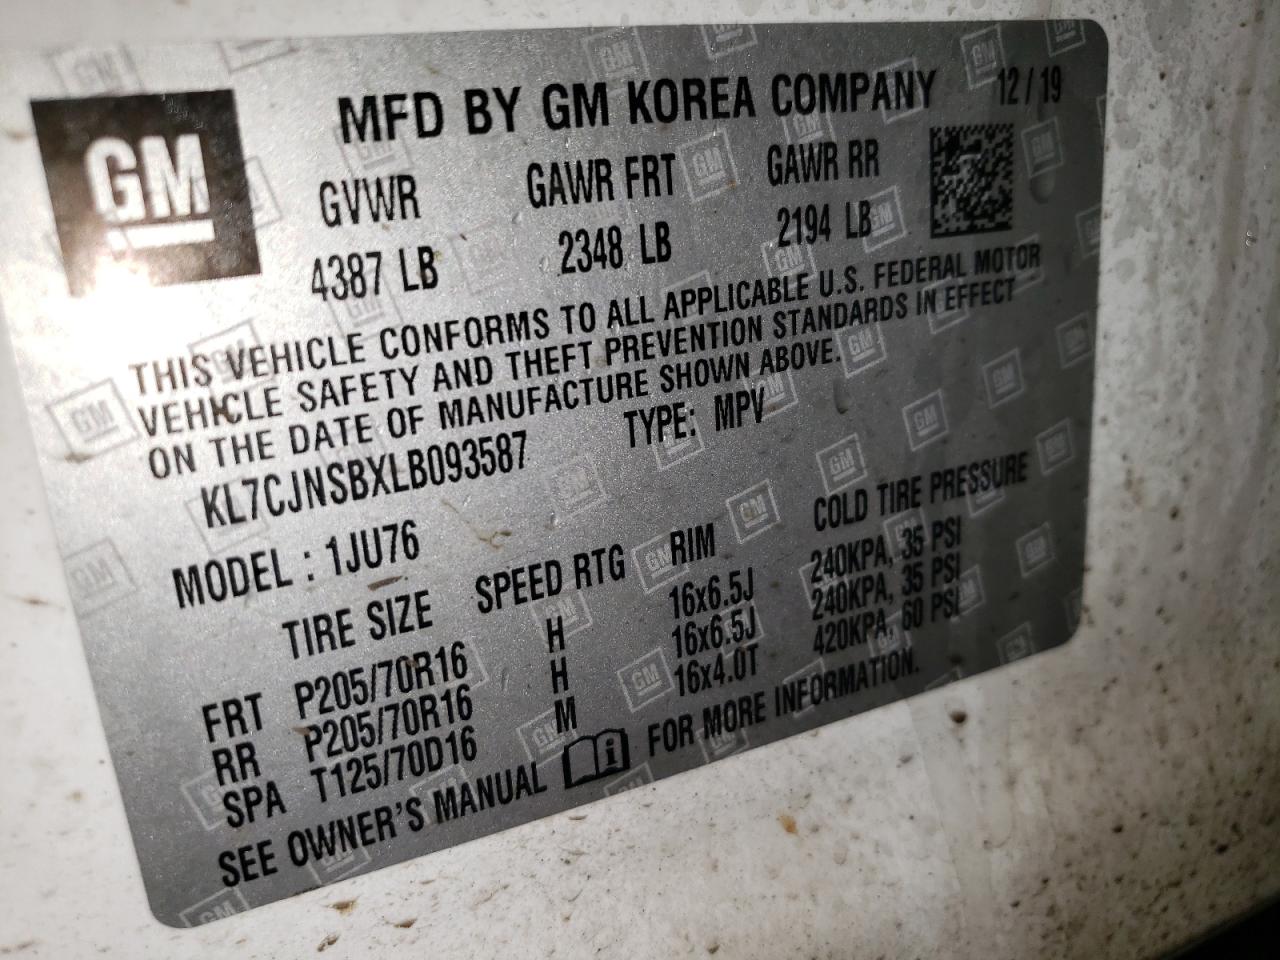 GM
MFD BY GM KOREA COMPANY 12 / 19
GVWR GAWR FRT GAWR RR
4387 LB 2348 LB 2194 LB
THIS VEHICLE CONFORMS TO ALL APPLICABLE U.S. FEDERAL MOTOR
VEHICLE SAFETY AND THEFT PREVENTION STANDARDS IN EFFECT
ON THE DATE OF MANUFACTURE SHOWN ABOVE.
KL7CJNSBXLB093587 TYPE: MPV
MODEL : 1JU76
TIRE SIZE SPEED RTG RIM COLD TIRE PRESSURE
FRT P205/70R16 H 16x6.5J 240KPA, 35 PSI
RR P205/70R16 H 16x6.5J 240KPA, 35 PSI
SPA T125/70D16 M 16x4.0T 420KPA, 60 PSI
SEE OWNER'S MANUAL FOR MORE INFORMATION.